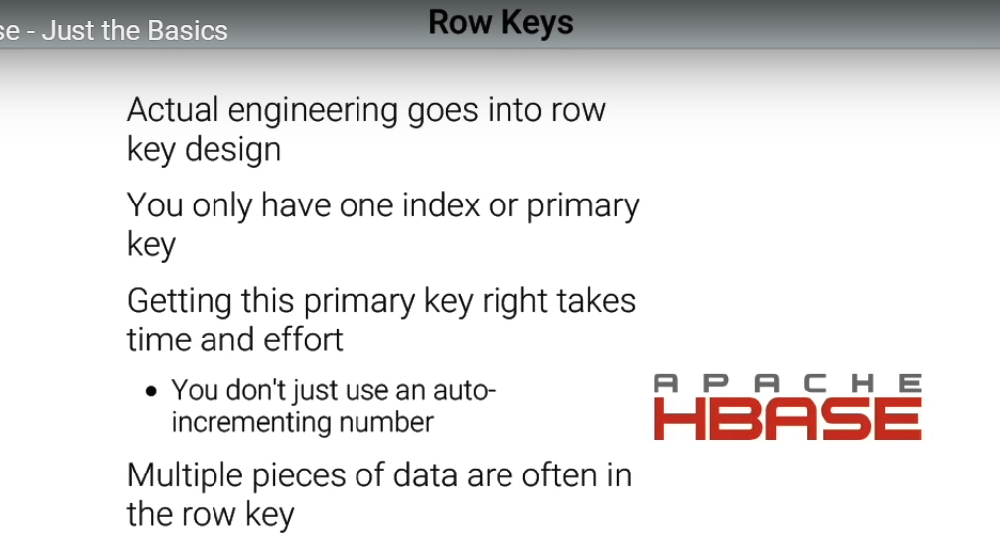 se - Just the Basics
Row Keys
Actual engineering goes into row
key design
You only have one index or primary
key
Getting this primary key right takes
time and effort
• You don't just use an auto-
incrementing number
Multiple pieces of data are often in
the row key
APACHE
HBASE